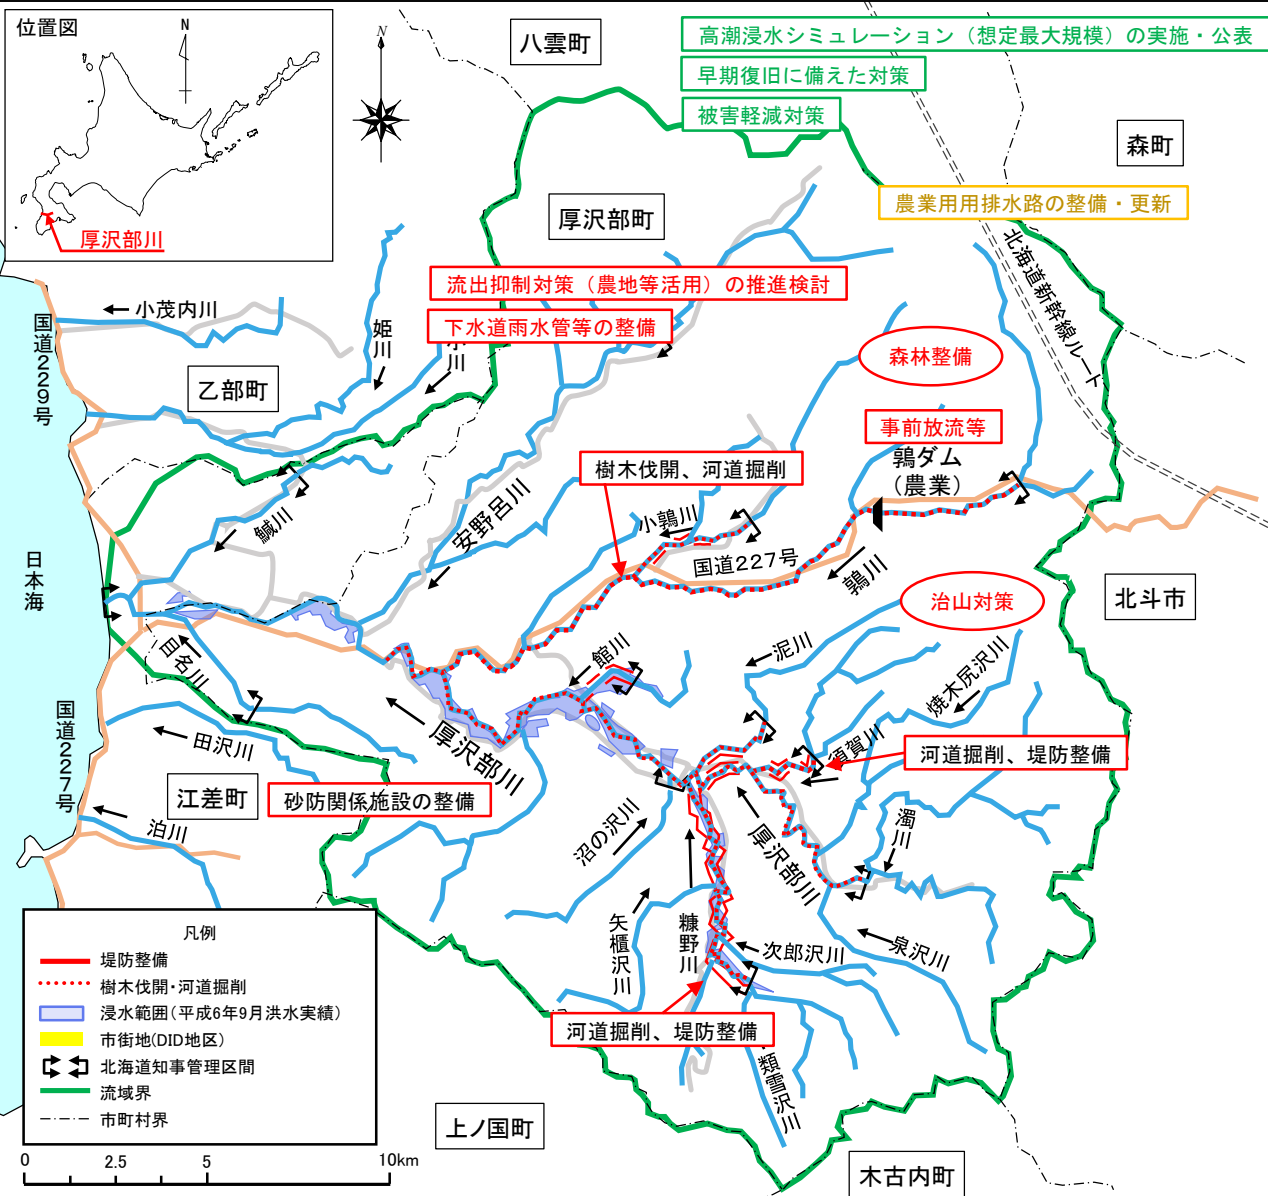 位置図
N
厚沢部川
N
八雲町
高潮浸水シミュレーション（想定最大規模）の実施・公表
早期復旧に備えた対策
被害軽減対策
森町
農業用用排水路の整備・更新
厚沢部町
北海道新幹線ルート
流出抑制対策（農地等活用）の推進検討
下水道雨水管等の整備
小茂内川
国道229号
姫川
川
乙部町
森林整備
事前放流等
鶉ダム
（農業）
樹木伐開、河道掘削
小鶉川
安野呂川
鰔川
国道227号
鶉川
日本海
北斗市
治山対策
目名川
館川
泥川
焼木尻沢川
須賀川
河道掘削、堤防整備
国道227号
田沢川
厚沢部川
江差町
砂防関係施設の整備
泊川
沼の沢川
厚沢部川
濁川
矢櫃沢川
糠野川
次郎沢川
泉沢川
河道掘削、堤防整備
類雪沢川
凡例
堤防整備
樹木伐開･河道掘削
浸水範囲(平成6年9月洪水実績)
市街地(DID地区)
北海道知事管理区間
流域界
市町村界
上ノ国町
木古内町
0 2.5 5 10km